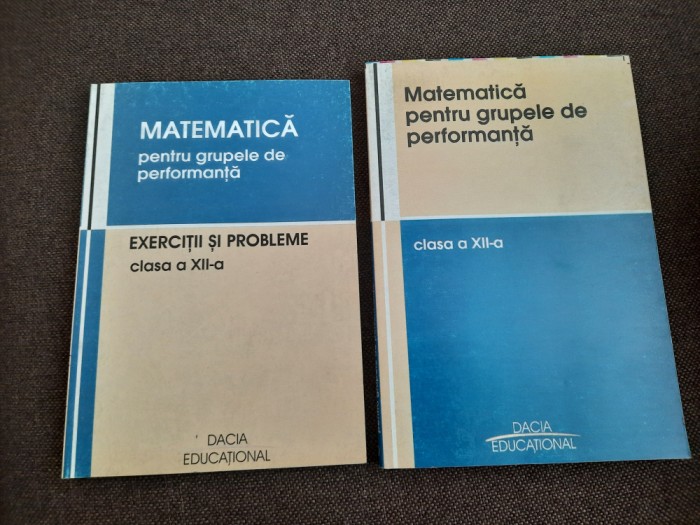 MATEMATICĂ
pentru grupele de
performanță
EXERCIȚII ȘI PROBLEME
clasa a XII-a
DACIA
EDUCAȚIONAL
Matematică
pentru grupele de
performanță
clasa a XII-a
DACIA
EDUCAȚIONAL